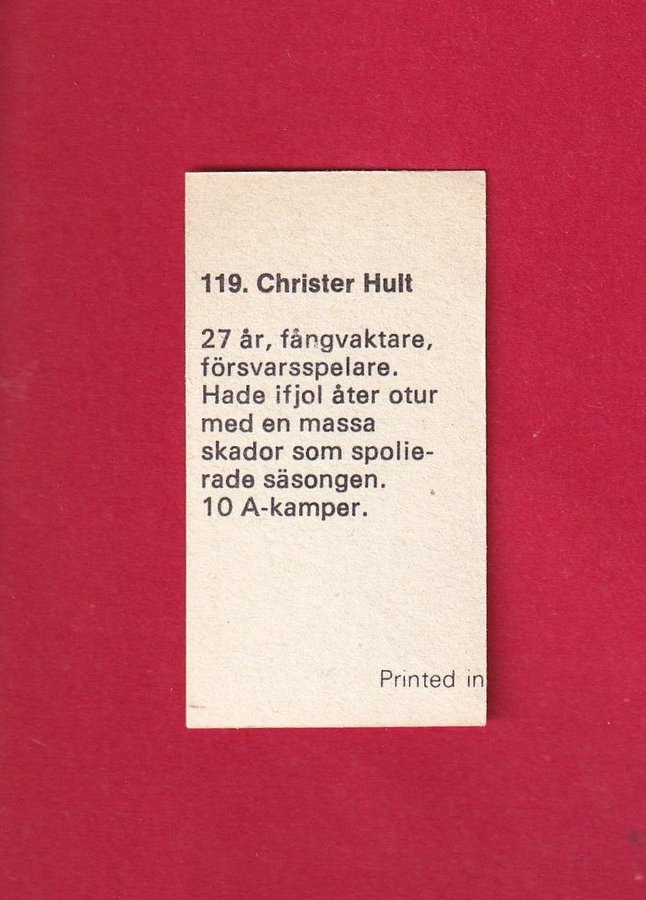 119. Christer Hult
27 år, fångvaktare,
försvarsspelare.
Hade ifjol åter otur
med en massa
skador som spolie-
rade säsongen.
10 A-kamper.
Printed in